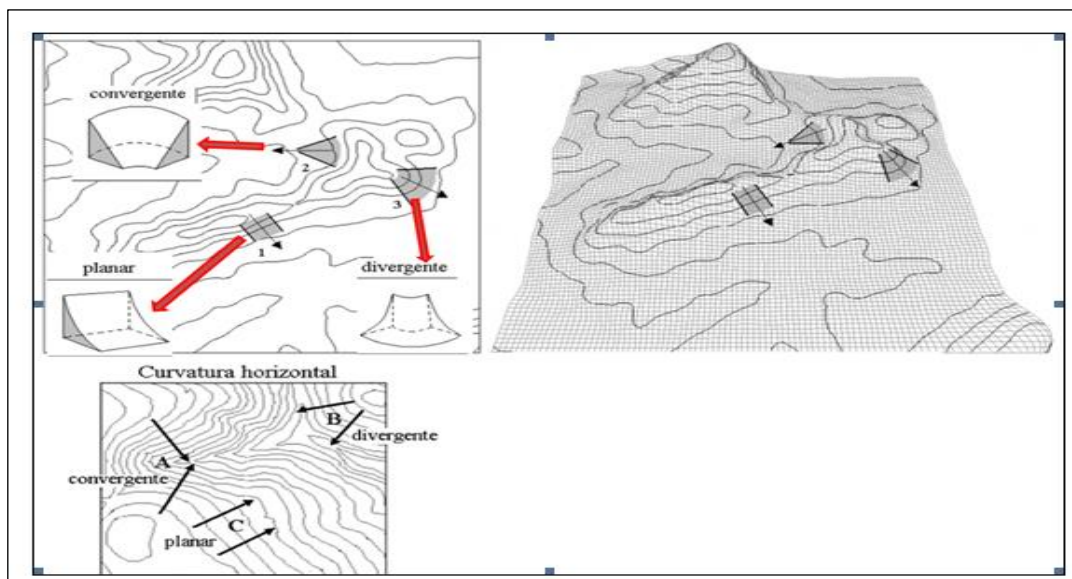 convergente
2
3
1
planar
divergente
Curvatura horizontal
B
divergente
A
convergente
C
planar